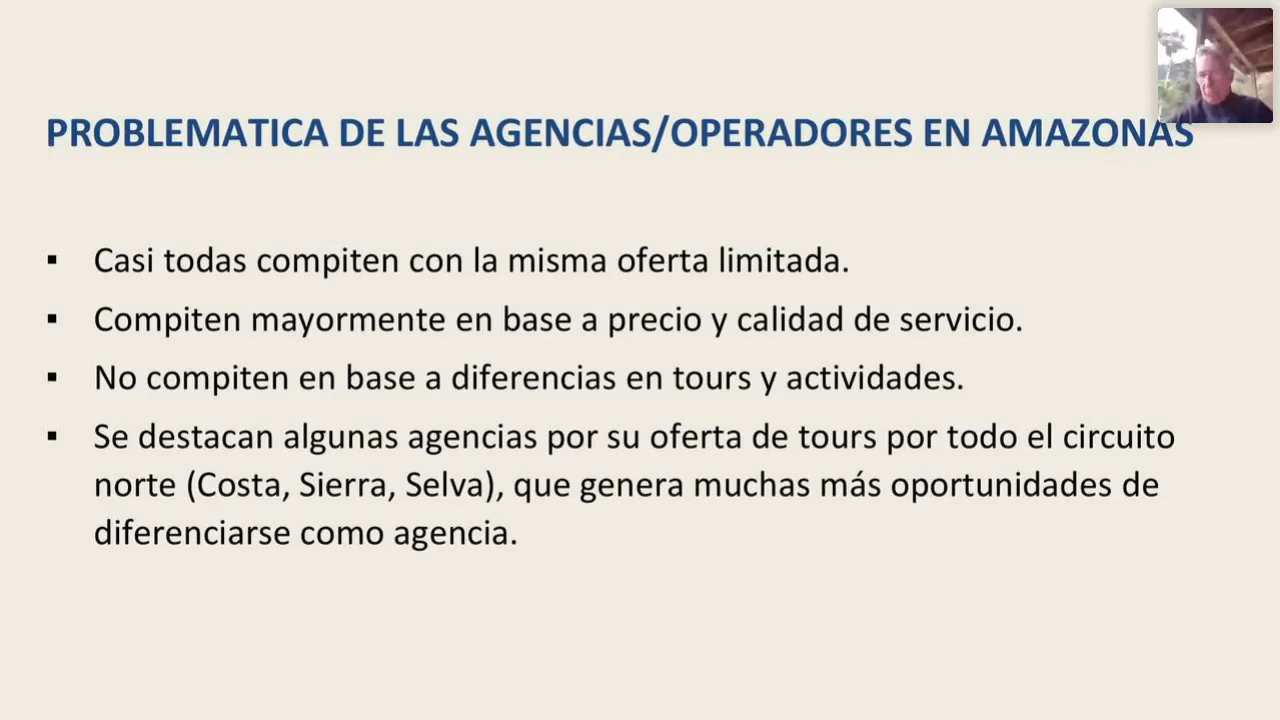 PROBLEMATICA DE LAS AGENCIAS/OPERADORES EN AMAZONAS
▪ Casi todas compiten con la misma oferta limitada.
▪ Compiten mayormente en base a precio y calidad de servicio.
▪ No compiten en base a diferencias en tours y actividades.
▪ Se destacan algunas agencias por su oferta de tours por todo el circuito
norte (Costa, Sierra, Selva), que genera muchas más oportunidades de
diferenciarse como agencia.